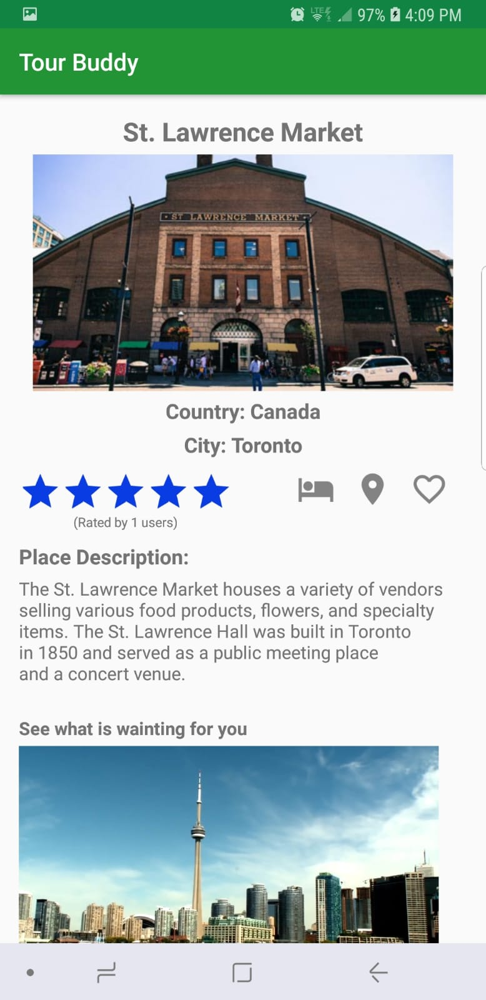 LTE 97% 4:09 PM
Tour Buddy
St. Lawrence Market
ST LAWRENCE MARKET
Country: Canada
City: Toronto
(Rated by 1 users)
Place Description:
The St. Lawrence Market houses a variety of vendors
selling various food products, flowers, and specialty
items. The St. Lawrence Hall was built in Toronto
in 1850 and served as a public meeting place
and a concert venue.
See what is wainting for you